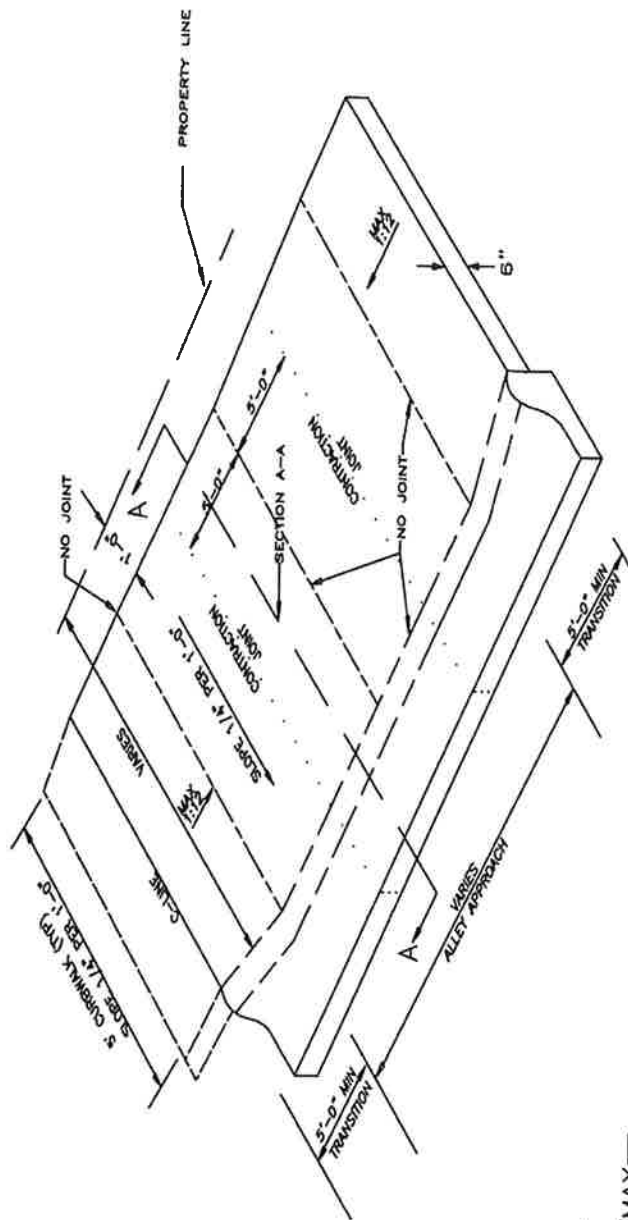 PROPERTY LINE
NO JOINT
1'-0"
A
5'-0"
5'-0"
CONTRACTION
JOINT
MAX
1:12
6"
VARIES
C-LINE
5' CURBWALK (TYP)
SLOPE 1/4" PER 1'-0"
MAX
1:12
SLOPE 1/4" PER 1'-0"
CONTRACTION
JOINT
SECTION A-A
NO JOINT
A
5'-0" MIN
TRANSITION
VARIES
ALLEY APPROACH
5'-0" MIN
TRANSITION
MAX